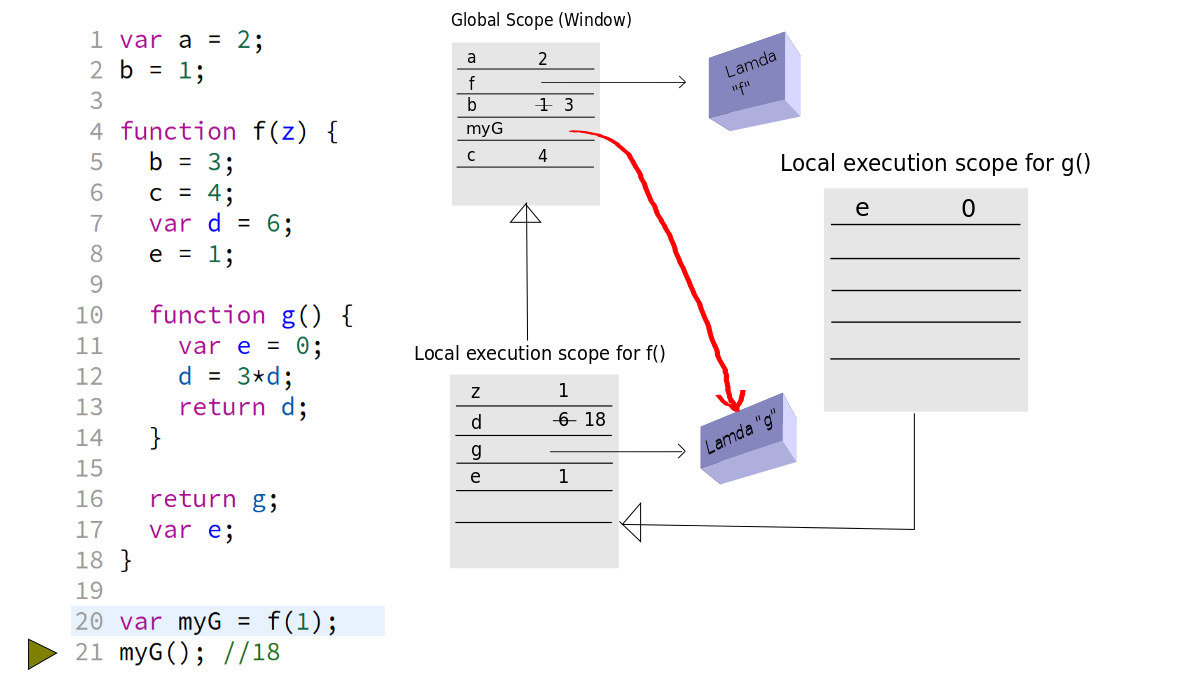 1 var a = 2;
2 b = 1;
3
4 function f(z) {
5   b = 3;
6   c = 4;
7   var d = 6;
8   e = 1;
9
10   function g() {
11     var e = 0;
12     d = 3*d;
13     return d;
14   }
15
16   return g;
17   var e;
18 }
19
20 var myG = f(1);
21 myG(); //18
Global Scope (Window)
a 2
f
b 1 3
myG
c 4
Lamda
"f"
Local execution scope for g()
e 0
Local execution scope for f()
z 1
d 6 18
g
e 1
Lamda "g"